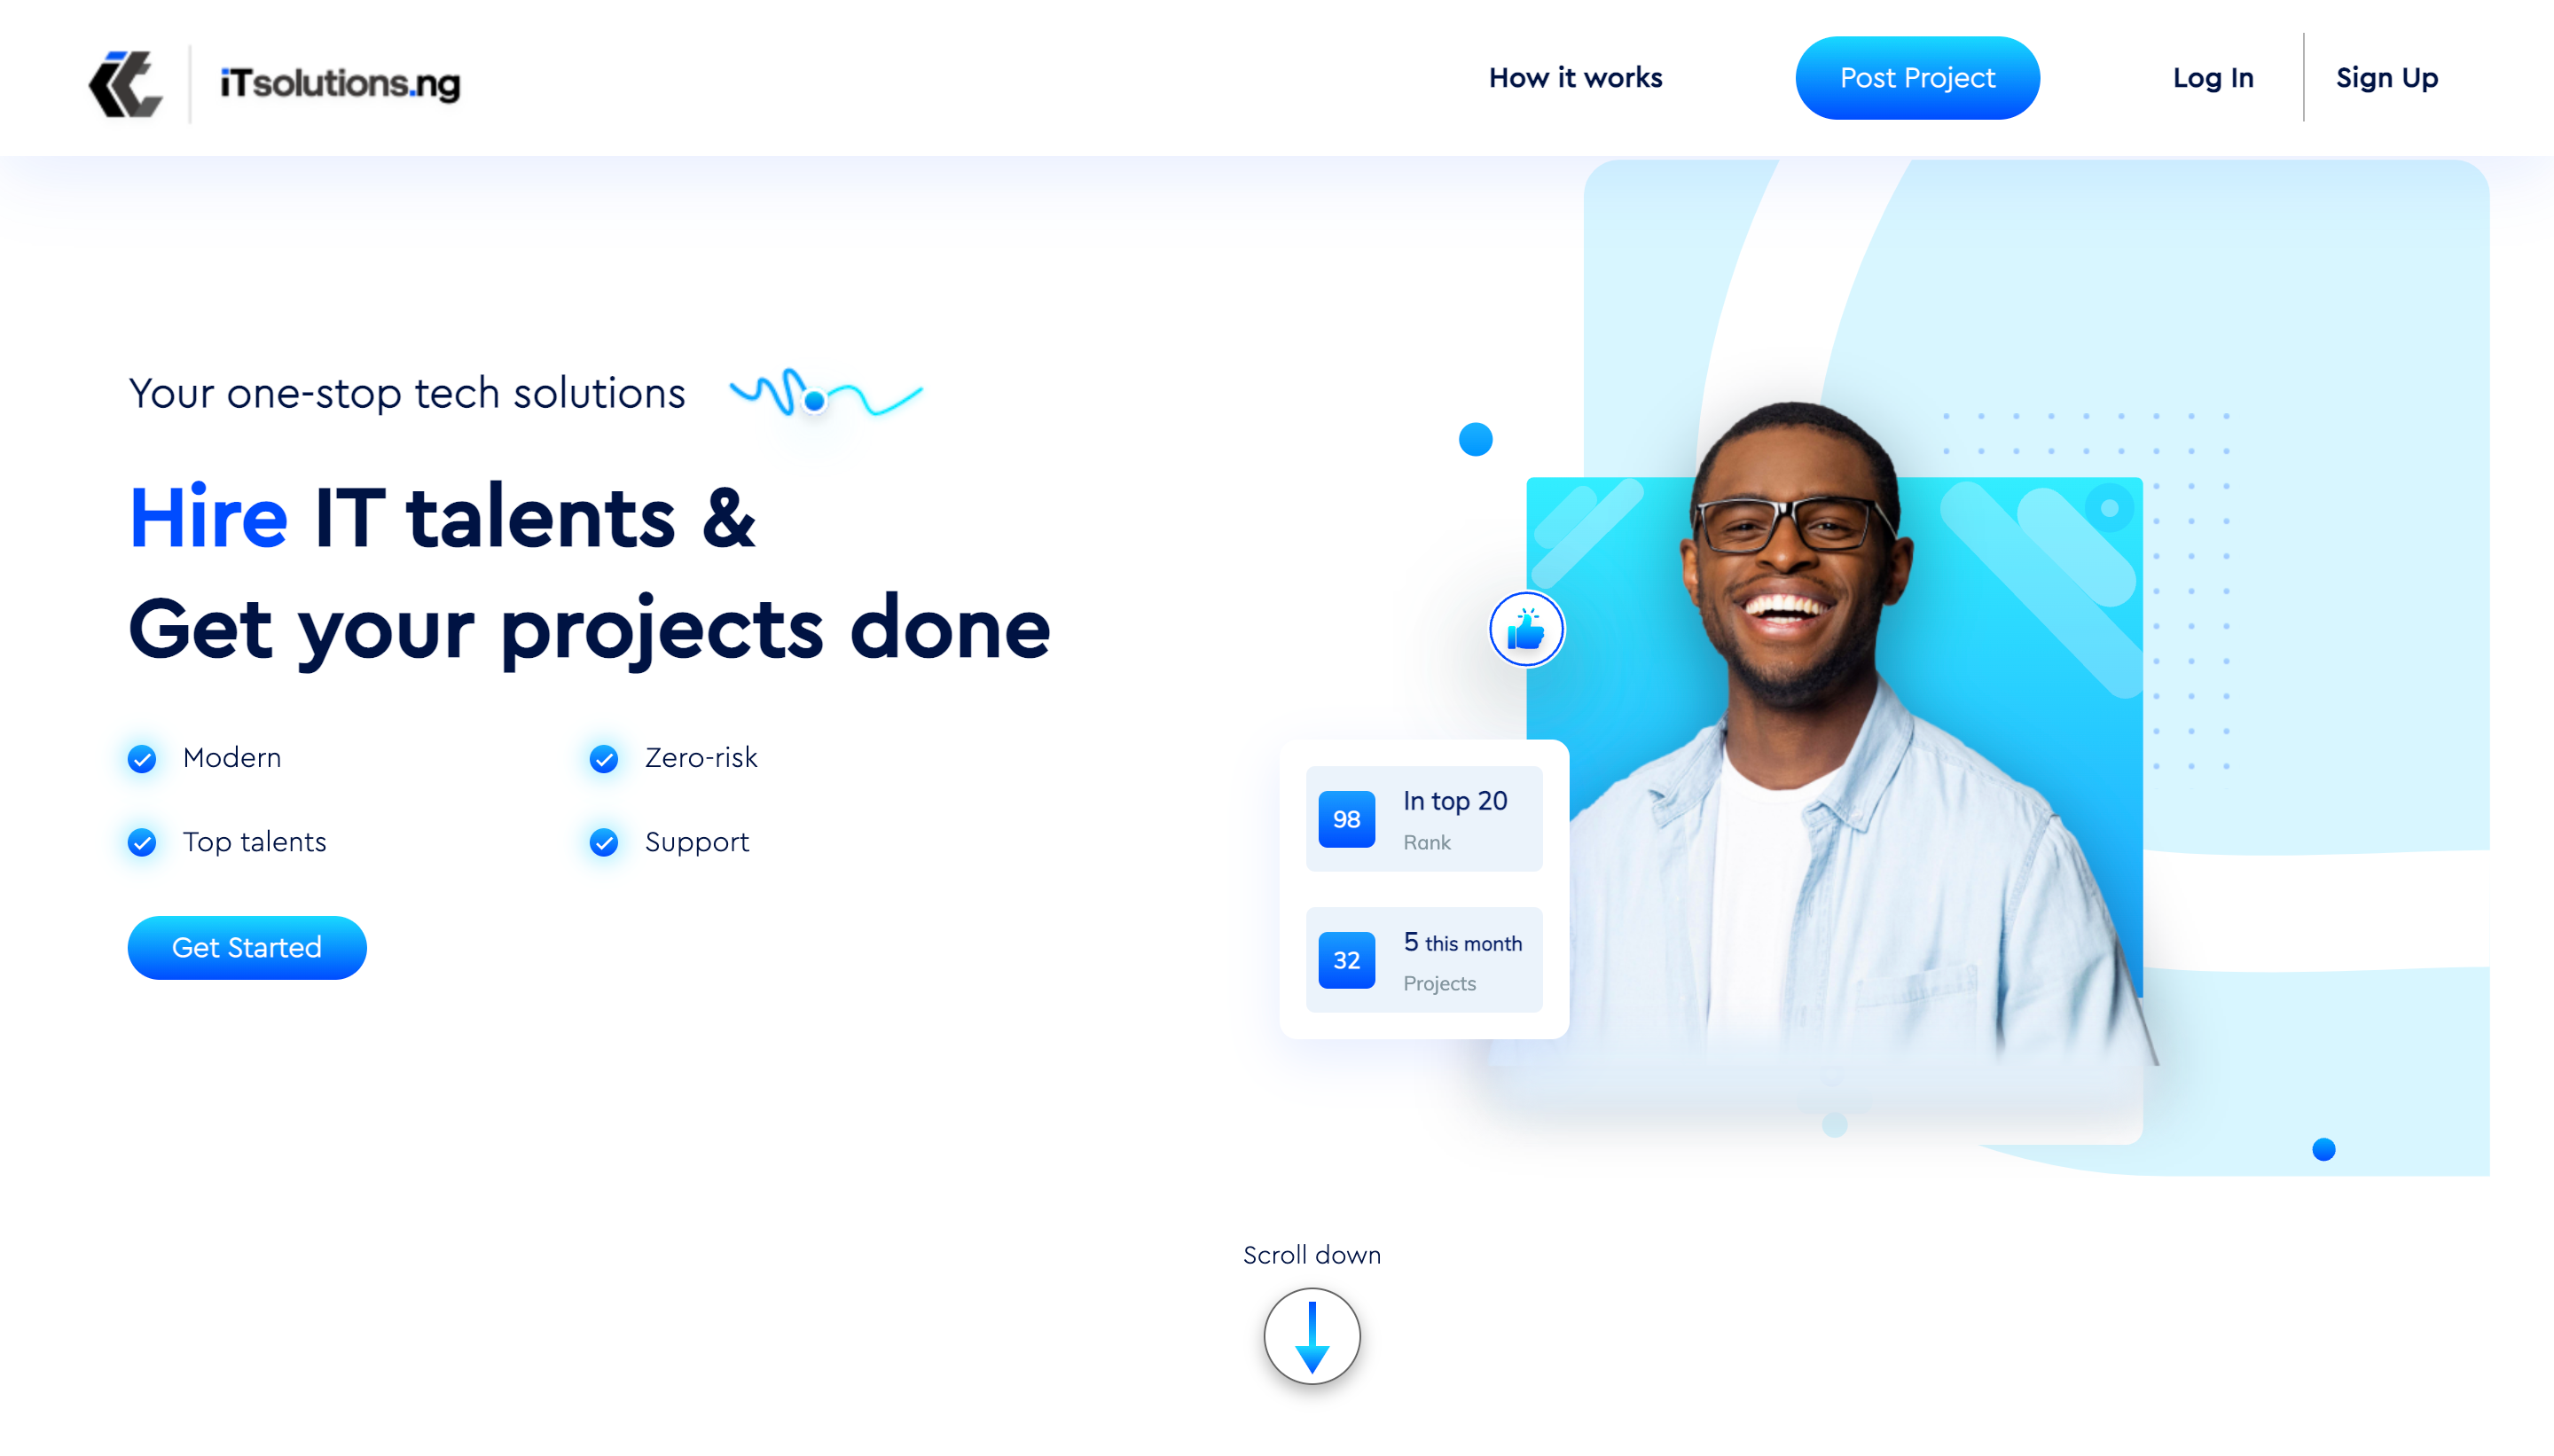 iTsolutions.ng
How it works
Post Project
Log In
Sign Up
Your one-stop tech solutions
Hire IT talents &
Get your projects done
Modern
Zero-risk
Top talents
Support
Get Started
98
In top 20
Rank
32
5 this month
Projects
Scroll down